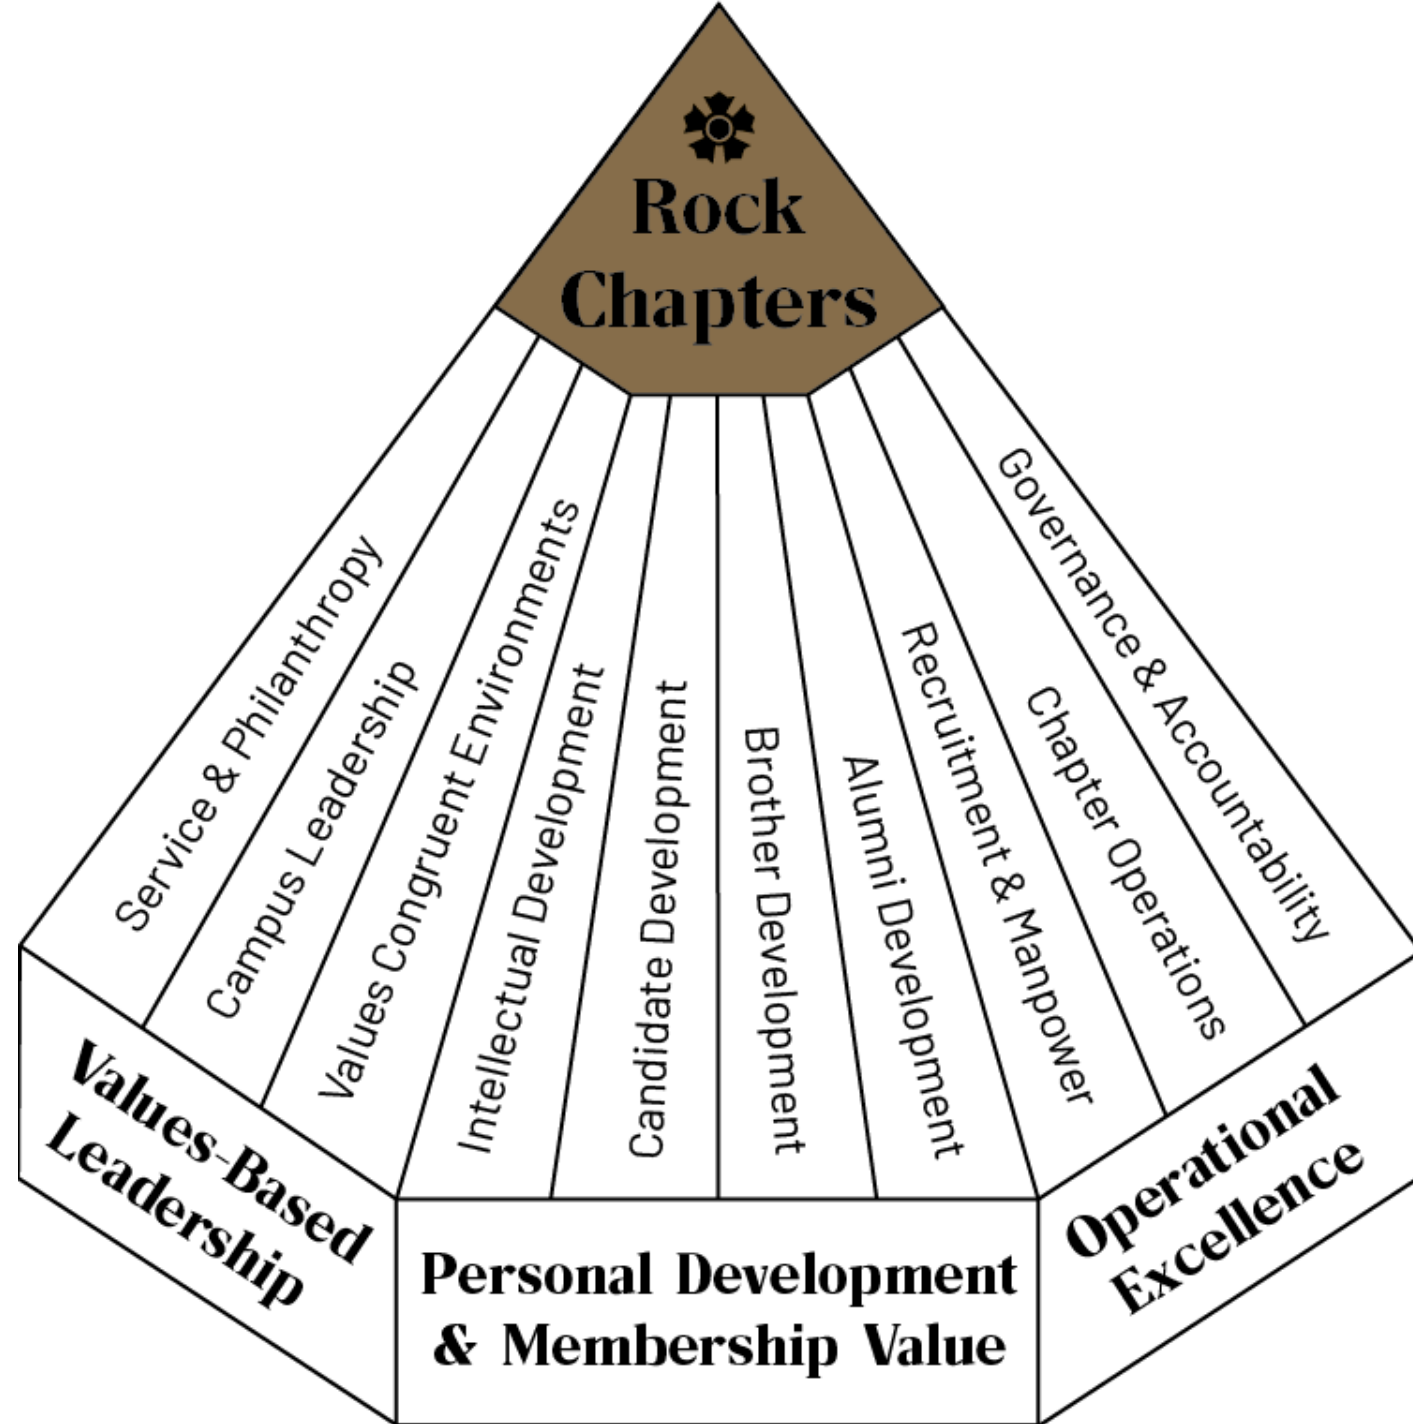 Rock
Chapters
Service & Philanthropy
Campus Leadership
Values Congruent Environments
Intellectual Development
Candidate Development
Brother Development
Alumni Development
Recruitment & Manpower
Chapter Operations
Governance & Accountability
Values-Based
Leadership
Personal Development
& Membership Value
Operational
Excellence